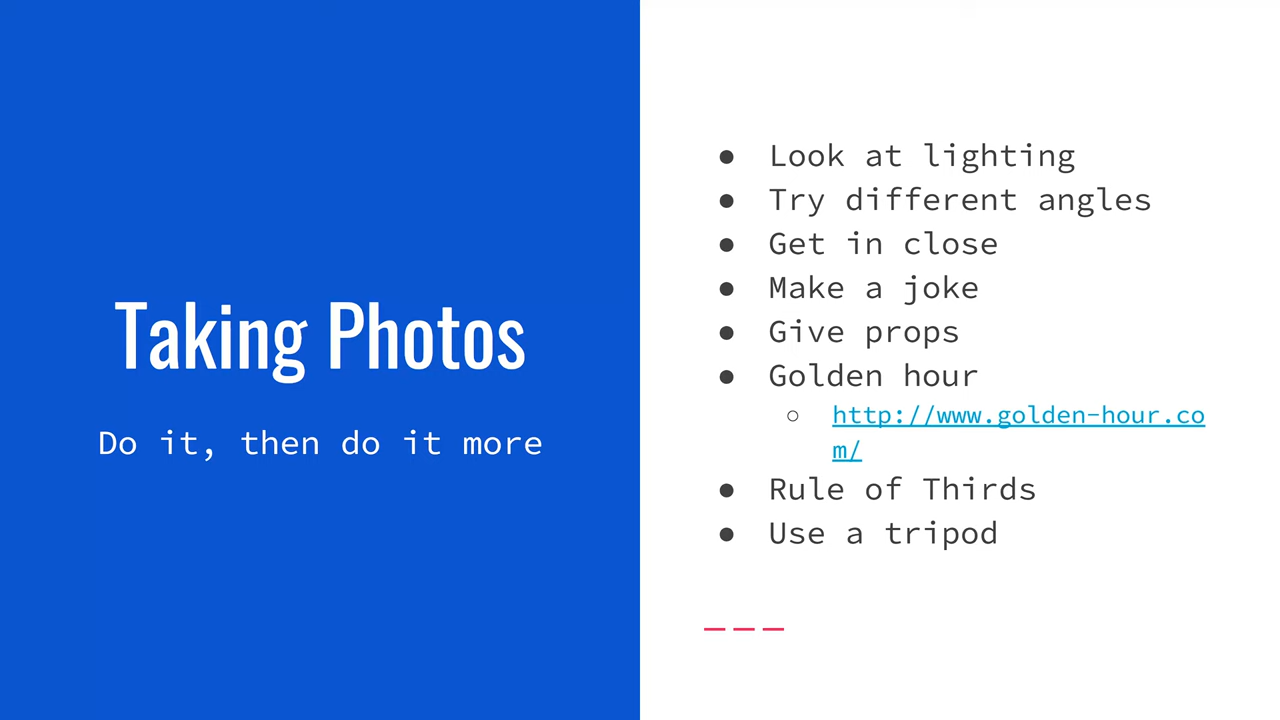 Taking Photos
Do it, then do it more
● Look at lighting
● Try different angles
● Get in close
● Make a joke
● Give props
● Golden hour
○ http://www.golden-hour.co
m/
● Rule of Thirds
● Use a tripod